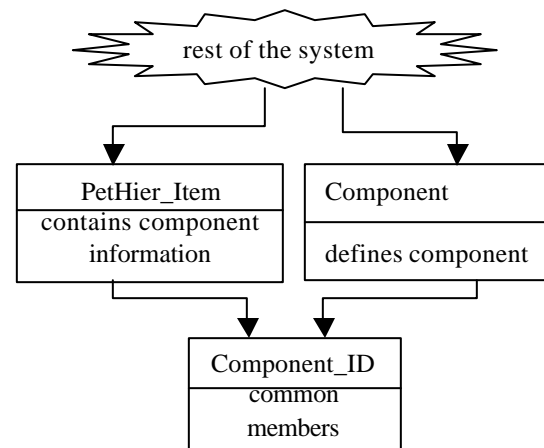 rest of the system
PetHier_Item
contains component
information
Component
defines component
Component_ID
common
members